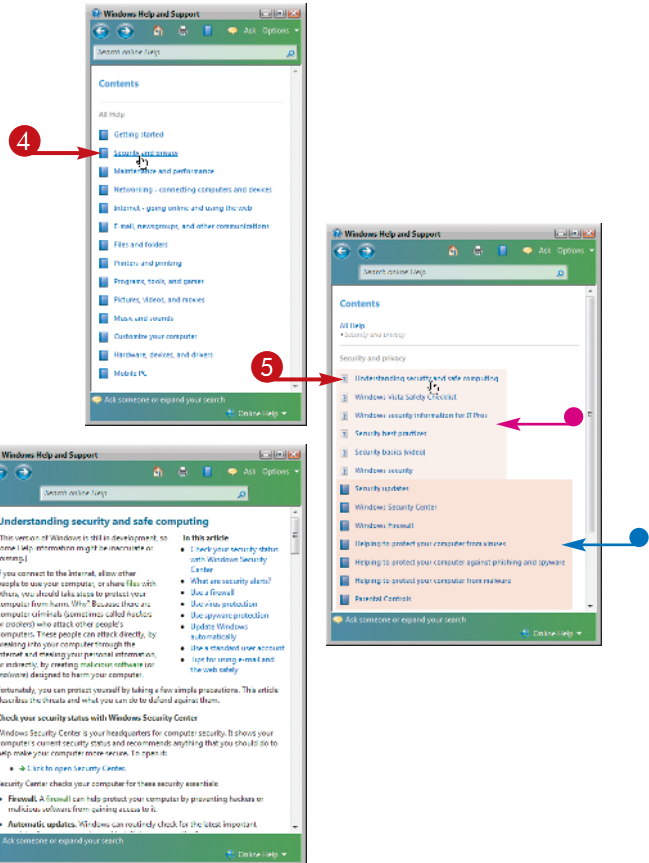 Windows Help and Support
Ask Options
Search online Help
Contents
All Help
Getting started
4
Security and privacy
Maintenance and performance
Networking - connecting computers and devices
Internet - going online and using the web
E-mail, newsgroups, and other communications
Files and folders
Printers and printing
Programs, tools, and games
Pictures, videos, and movies
Music and sounds
Customize your computer
Hardware, devices, and drivers
Mobile PC
Ask someone or expand your search
Online Help
Windows Help and Support
Ask Options
Search online Help
Contents
All Help
Security and privacy
Security and privacy
5
Understanding security and safe computing
Windows Vista Safety Checklist
Windows security information for IT Pros
Security best practices
Security basics (video)
Windows security
Security updates
Windows Security Center
Windows Firewall
Helping to protect your computer from viruses
Helping to protect your computer against phishing and spyware
Helping to protect your computer from malware
Parental Controls
Ask someone or expand your search
Online Help
Windows Help and Support
Ask Options
Search online Help
Understanding security and safe computing
This version of Windows is still in development, so
some Help information might be inaccurate or
missing.]
If you connect to the Internet, allow other
people to use your computer, or share files with
others, you should take steps to protect your
computer from harm. Why? Because there are
computer criminals (sometimes called hackers
or crackers) who attack other people's
computers. These people can attack directly, by
breaking into your computer through the
Internet and stealing your personal information,
or indirectly, by creating malicious software (or
malware) designed to harm your computer.
In this article
Check your security status
with Windows Security
Center
What are security alerts?
Use a firewall
Use virus protection
Use spyware protection
Update Windows
automatically
Use a standard user account
Tips for using e-mail and
the web safely
Fortunately, you can protect yourself by taking a few simple precautions. This article
describes the threats and what you can do to defend against them.
Check your security status with Windows Security Center
Windows Security Center is your headquarters for computer security. It shows your
computer's current security status and recommends anything that you should do to
help make your computer more secure. To open it:
Click to open Security Center.
Security Center checks your computer for these security essentials:
Firewall. A firewall can help protect your computer by preventing hackers or
malicious software from gaining access to it.
Automatic updates. Windows can routinely check for the latest important
Ask someone or expand your search
Online Help